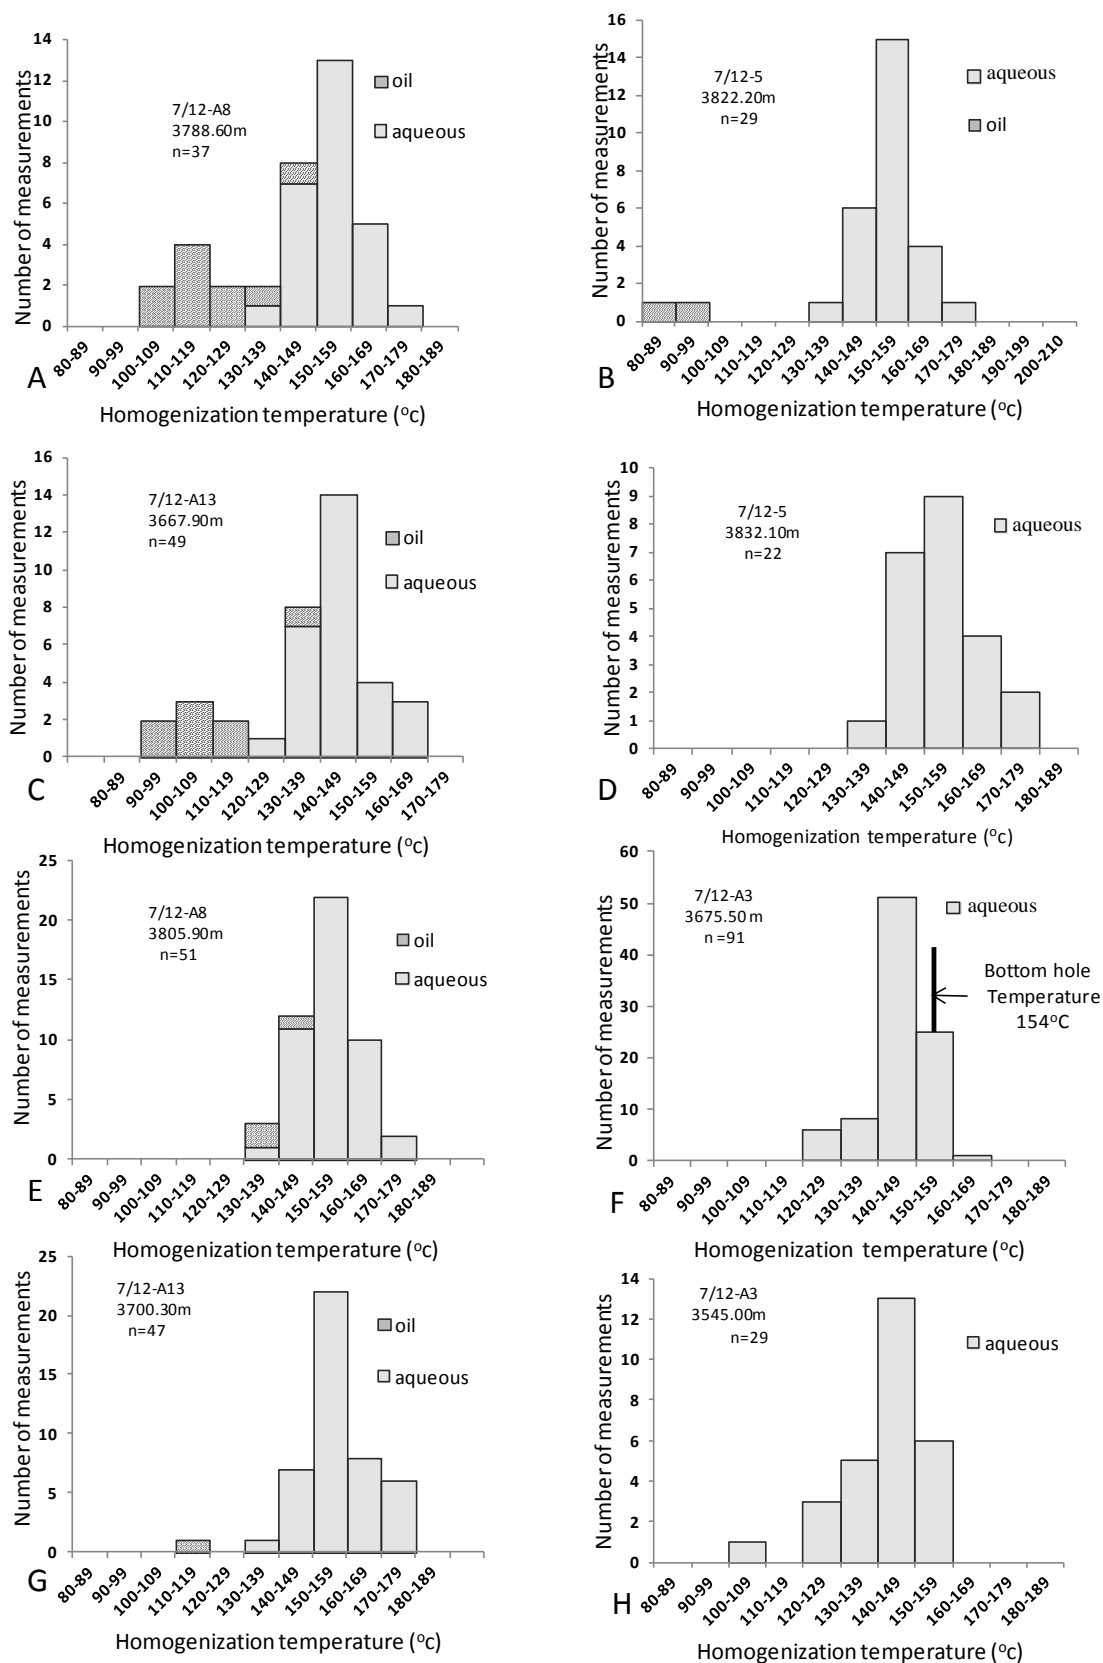 14
12
10
8
6
4
2
0
Number of measurements
7/12-A8
3788.60m
n=37
oil
aqueous
80-89
90-99
100-109
110-119
120-129
130-139
140-149
150-159
160-169
170-179
180-189
A
Homogenization temperature (°c)
16
14
12
10
8
6
4
2
0
Number of measurements
7/12-5
3822.20m
n=29
aqueous
oil
80-89
90-99
100-109
110-119
120-129
130-139
140-149
150-159
160-169
170-179
180-189
190-199
200-210
B
Homogenization temperature (°c)
16
14
12
10
8
6
4
2
0
Number of measurements
7/12-A13
3667.90m
n=49
oil
aqueous
80-89
90-99
100-109
110-119
120-129
130-139
140-149
150-159
160-169
170-179
C
Homogenization temperature (°c)
10
9
8
7
6
5
4
3
2
1
0
Number of measurements
7/12-5
3832.10m
n=22
aqueous
80-89
90-99
100-109
110-119
120-129
130-139
140-149
150-159
160-169
170-179
180-189
D
Homogenization temperature (°c)
25
20
15
10
5
0
Number of measurements
7/12-A8
3805.90m
n=51
oil
aqueous
80-89
90-99
100-109
110-119
120-129
130-139
140-149
150-159
160-169
170-179
180-189
E
Homogenization temperature (°c)
60
50
40
30
20
10
0
Number of measurements
7/12-A3
3675.50 m
n =91
aqueous
Bottom hole
Temperature
154°C
80-89
90-99
100-109
110-119
120-129
130-139
140-149
150-159
160-169
170-179
180-189
F
Homogenization temperature (°c)
25
20
15
10
5
0
Number of measurements
7/12-A13
3700.30m
n=47
oil
aqueous
80-89
90-99
100-109
110-119
120-129
130-139
140-149
150-159
160-169
170-179
180-189
G
Homogenization temperature (°c)
14
12
10
8
6
4
2
0
Number of measurements
7/12-A3
3545.00m
n=29
aqueous
80-89
90-99
100-109
110-119
120-129
130-139
140-149
150-159
160-169
170-179
180-189
H
Homogenization temperature (°c)